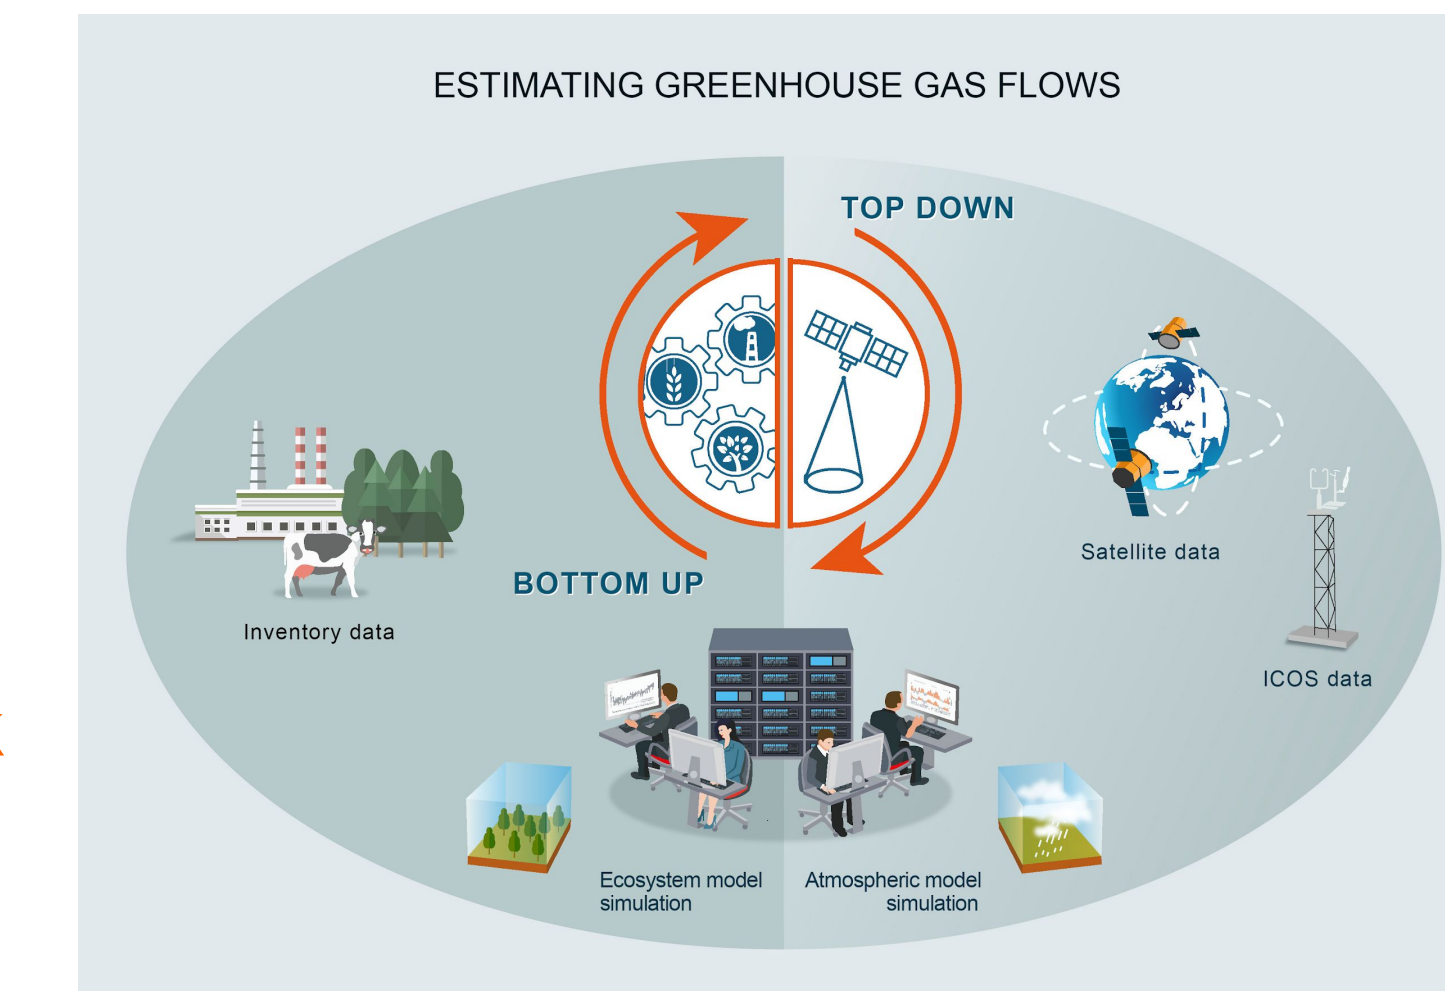 ESTIMATING GREENHOUSE GAS FLOWS
TOP DOWN
BOTTOM UP
Satellite data
Inventory data
ICOS data
Ecosystem model
simulation
Atmospheric model
simulation